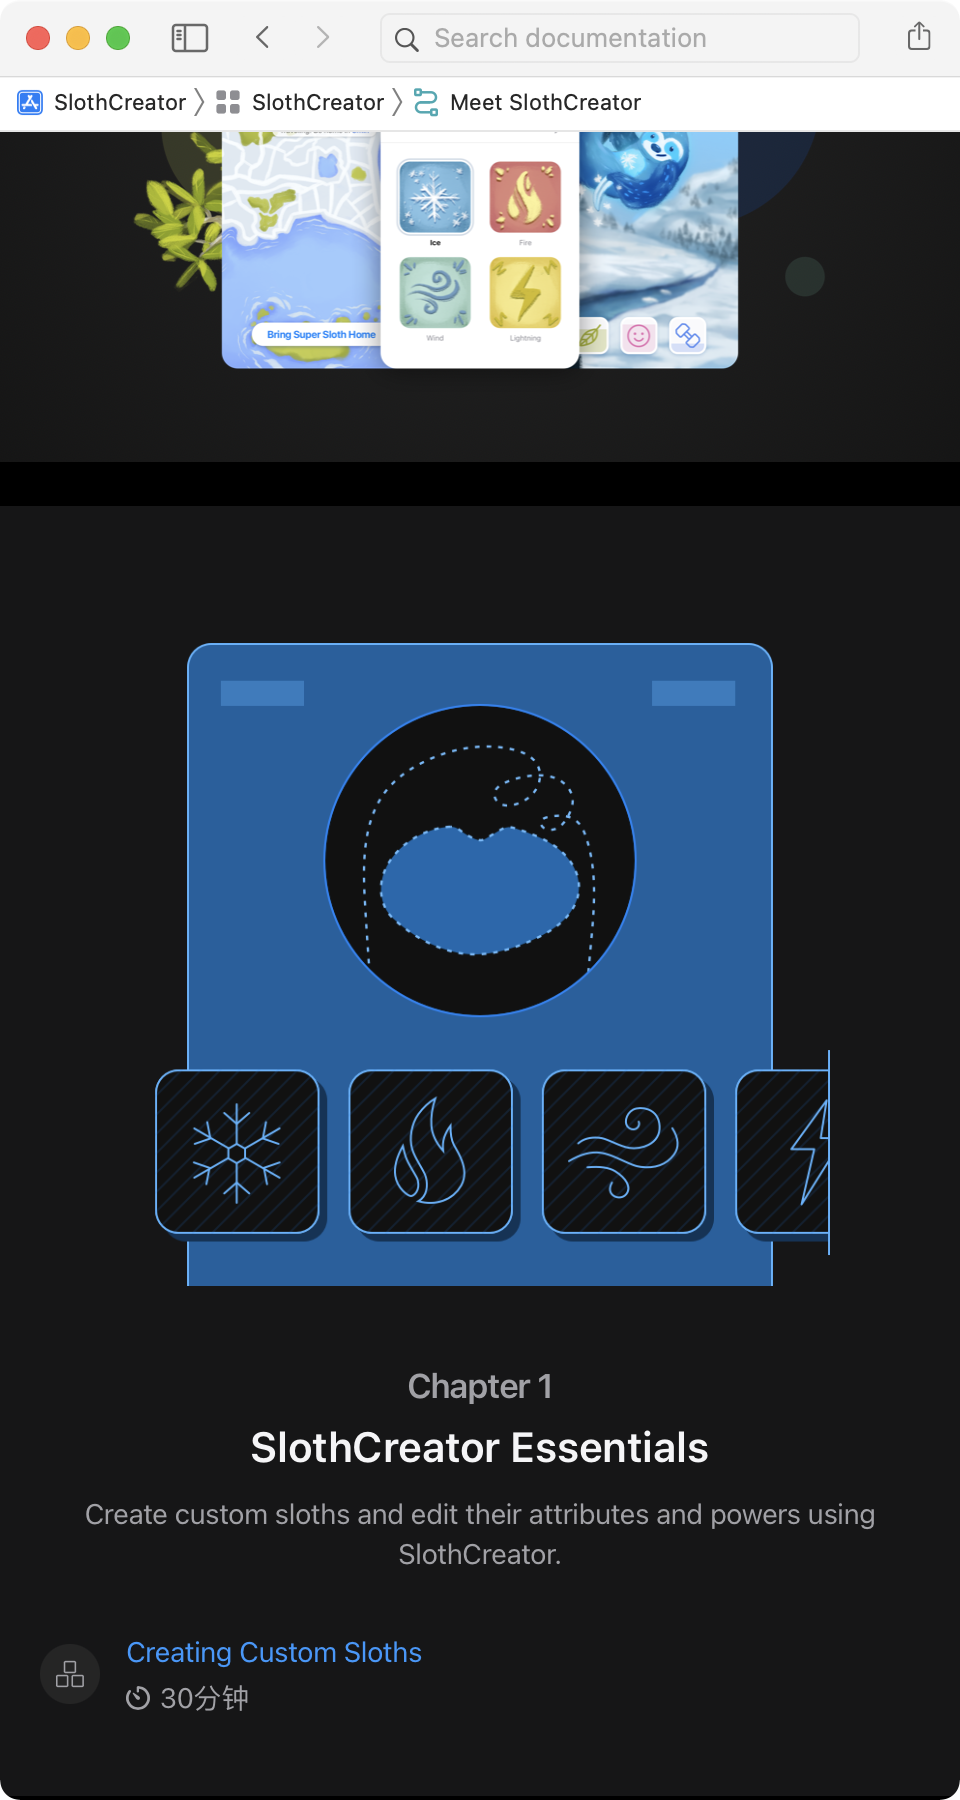 Search documentation
SlothCreator
SlothCreator
Meet SlothCreator
Ice
Fire
Wind
Lightning
Bring Super Sloth Home
Chapter 1
SlothCreator Essentials
Create custom sloths and edit their attributes and powers using
SlothCreator.
Creating Custom Sloths
30分钟